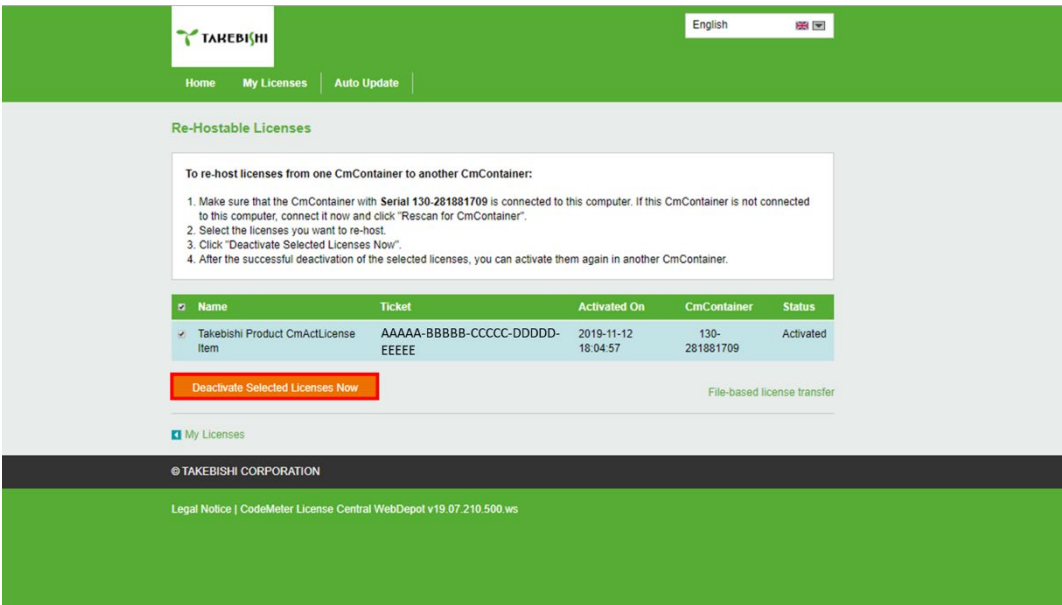 TAKEBISHI
English
Home My Licenses Auto Update
Re-Hostable Licenses
To re-host licenses from one CmContainer to another CmContainer:
1. Make sure that the CmContainer with Serial 130-281881709 is connected to this computer. If this CmContainer is not connected
to this computer, connect it now and click "Rescan for CmContainer".
2. Select the licenses you want to re-host.
3. Click "Deactivate Selected Licenses Now".
4. After the successful deactivation of the selected licenses, you can activate them again in another CmContainer.
Name Ticket Activated On CmContainer Status
Takebishi Product CmActLicense AAAAA-BBBBB-CCCCC-DDDDD- 2019-11-12 130- Activated
Item EEEEE 18:04:57 281881709
Deactivate Selected Licenses Now
File-based license transfer
My Licenses
© TAKEBISHI CORPORATION
Legal Notice | CodeMeter License Central WebDepot v19.07.210.500.ws